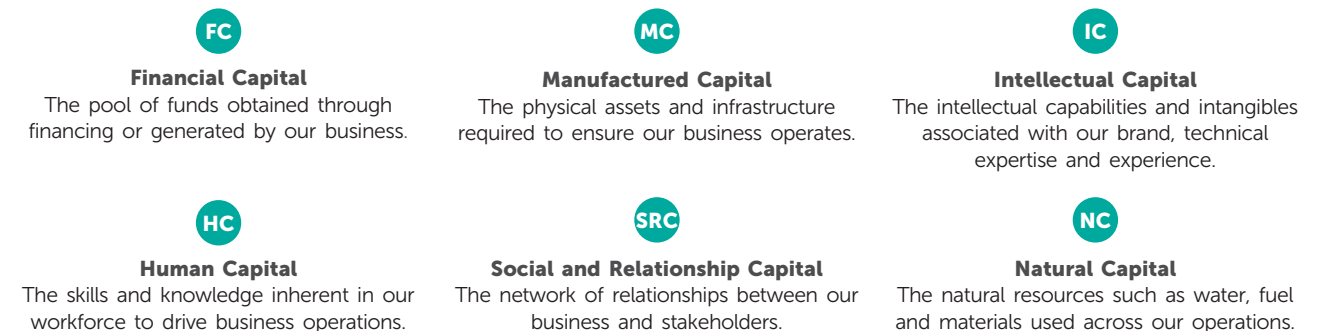 FC
Financial Capital
The pool of funds obtained through
financing or generated by our business.
MC
Manufactured Capital
The physical assets and infrastructure
required to ensure our business operates.
IC
Intellectual Capital
The intellectual capabilities and intangibles
associated with our brand, technical
expertise and experience.
HC
Human Capital
The skills and knowledge inherent in our
workforce to drive business operations.
SRC
Social and Relationship Capital
The network of relationships between our
business and stakeholders.
NC
Natural Capital
The natural resources such as water, fuel
and materials used across our operations.